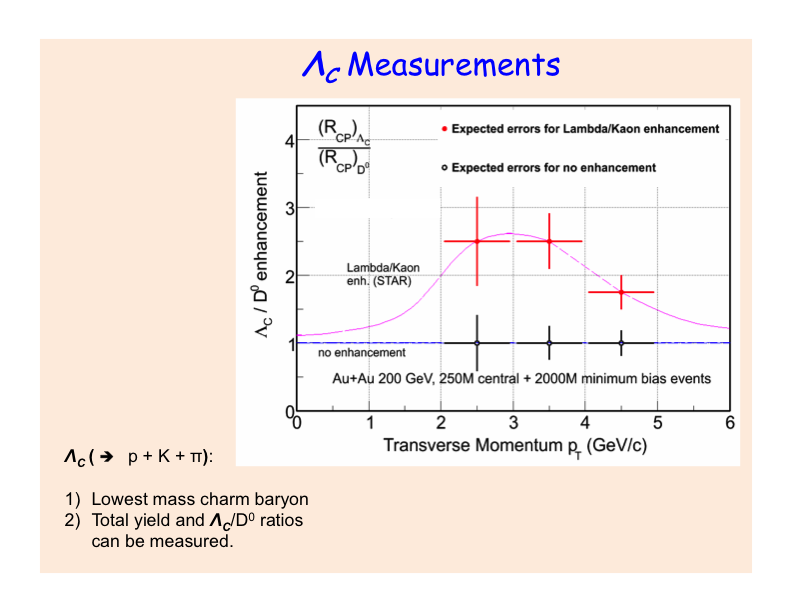 ΛC Measurements
(RCP)ΛC
(RCP)D0
Expected errors for Lambda/Kaon enhancement
Expected errors for no enhancement
Lambda/Kaon
enh. (STAR)
no enhancement
Au+Au 200 GeV, 250M central + 2000M minimum bias events
ΛC / D0 enhancement
4
3
2
1
0
0 1 2 3 4 5 6
Transverse Momentum pT (GeV/c)
ΛC ( ➔ p + K + π):
1) Lowest mass charm baryon
2) Total yield and ΛC/D0 ratios
can be measured.